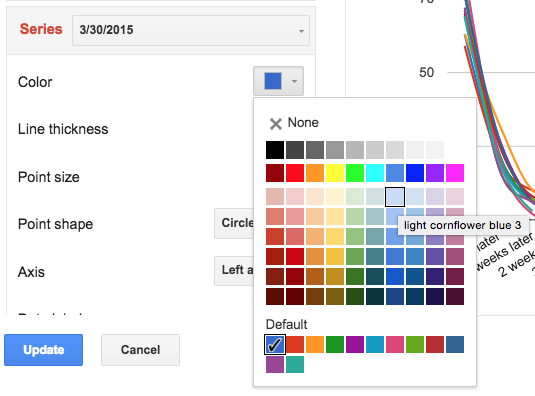 70
Series
3/30/2015
Color
50
None
Line thickness
Point size
Point shape
Circle
light cornflower blue 3
later
weeks later
2 week
Axis
Left a
Default
Update
Cancel